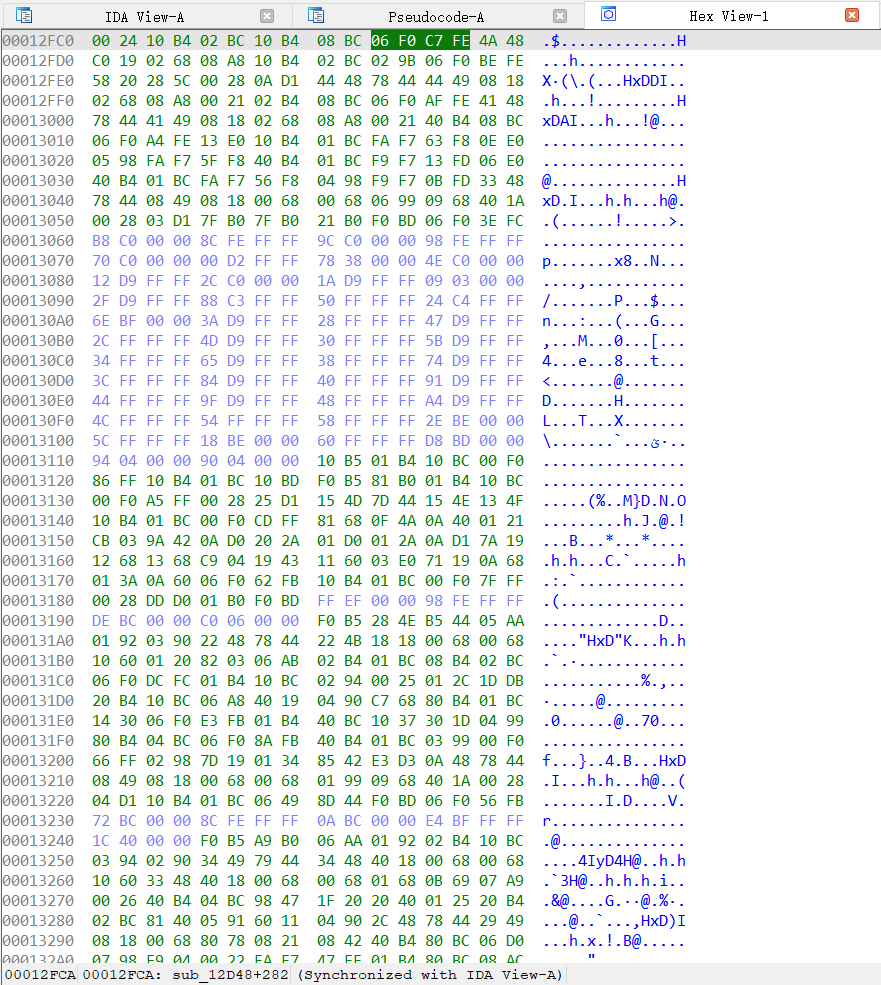 IDA View-A Pseudocode-A Hex View-1
00012FC0 00 24 10 B4 02 BC 10 B4 08 BC 06 F0 C7 FE 4A 48 .$.............H
00012FD0 C0 19 02 68 08 A8 10 B4 02 BC 02 9B 06 F0 BE FE ...h............
00012FE0 58 20 28 5C 00 28 0A D1 44 48 78 44 44 49 08 18 X·(\.(...HxDDI..
00012FF0 02 68 08 A8 00 21 02 B4 08 BC 06 F0 AF FE 41 48 .h...!.........H
00013000 78 44 41 49 08 18 02 68 08 A8 00 21 40 B4 08 BC xDAI...h...!@...
00013010 06 F0 A4 FE 13 E0 10 B4 01 BC FA F7 63 F8 0E E0 ................
00013020 05 98 FA F7 5F F8 40 B4 01 BC F9 F7 13 FD 06 E0 ................
00013030 40 B4 01 BC FA F7 56 F8 04 98 F9 F7 0B FD 33 48 @..............H
00013040 78 44 08 49 08 18 00 68 00 68 06 99 09 68 40 1A xD.I...h.h...h@.
00013050 00 28 03 D1 7F B0 7F B0 21 B0 F0 BD 06 F0 3E FC .(......!.....>.
00013060 B8 C0 00 00 8C FE FF FF 9C C0 00 00 98 FE FF FF ................
00013070 70 C0 00 00 D2 FF FF FF 78 38 00 00 4E C0 00 00 p.......x8..N...
00013080 12 D9 FF FF 2C C0 00 00 1A D9 FF FF 09 03 00 00 ....,...........
00013090 2F D9 FF FF 88 C3 FF FF 50 FF FF FF 24 C4 FF FF /.......P...$...
000130A0 6E BF 00 00 3A D9 FF FF 28 FF FF FF 47 D9 FF FF n...:...(...G...
000130B0 2C FF FF FF 4D D9 FF FF 30 FF FF FF 5B D9 FF FF ,...M...0...[...
000130C0 34 FF FF FF 65 D9 FF FF 38 FF FF FF 74 D9 FF FF 4...e...8...t...
000130D0 3C FF FF FF 84 D9 FF FF 40 FF FF FF 91 D9 FF FF <.......@.......
000130E0 44 FF FF FF 9F D9 FF FF 48 FF FF FF A4 D9 FF FF D.......H.......
000130F0 4C FF FF FF 54 FF FF FF 58 FF FF FF 2E BE 00 00 L...T...X.......
00013100 5C FF FF FF 18 BE 00 00 60 FF FF FF D8 BD 00 00 \.......`...ؽ..
00013110 94 04 00 00 90 04 00 00 10 B5 01 B4 10 BC 00 F0 ................
00013120 86 FF 10 B4 01 BC 10 BD F0 B5 81 B0 01 B4 10 BC ................
00013130 00 F0 A5 FF 00 28 25 D1 15 4D 7D 44 15 4E 13 4F .....(%..M}D.N.O
00013140 10 B4 01 BC 00 F0 CD FF 81 68 0F 4A 0A 40 01 21 .........h.J.@.!
00013150 CB 03 9A 42 0A D0 20 2A 01 D0 01 2A 0A D1 7A 19 ...B...*...*....
00013160 12 68 13 68 C9 04 19 43 11 60 03 E0 71 19 0A 68 .h.h...C.`.....h
00013170 01 3A 0A 60 06 F0 62 FB 10 B4 01 BC 00 F0 7F FF .:.`............
00013180 00 28 DD D0 01 B0 F0 BD FF EF 00 00 98 FE FF FF .(..............
00013190 DE BC 00 00 C0 06 00 00 F0 B5 28 4E B5 44 05 AA .............D..
000131A0 01 92 03 90 22 48 78 44 22 4B 18 18 00 68 00 68 ...."HxD"K...h.h
000131B0 10 60 01 20 82 03 06 AB 02 B4 01 BC 08 B4 02 BC .`.·............
000131C0 06 F0 DC FC 01 B4 10 BC 02 94 00 25 01 2C 1D DB ...........%.,..
000131D0 20 B4 10 BC 06 A8 40 19 04 90 C7 68 80 B4 01 BC ·.....@.........
000131E0 14 30 06 F0 E3 FB 01 B4 40 BC 10 37 30 1D 04 99 .0......@..70...
000131F0 80 B4 04 BC 06 F0 8A FB 40 B4 01 BC 03 99 00 F0 ................
00013200 66 FF 02 98 7D 19 01 34 85 42 E3 D3 0A 48 78 44 f...}..4.B...HxD
00013210 08 49 08 18 00 68 00 68 01 99 09 68 40 1A 00 28 .I...h.h...h@..(
00013220 04 D1 10 B4 01 BC 06 49 8D 44 F0 BD 06 F0 56 FB .......I.D....V.
00013230 72 BC 00 00 8C FE FF FF 0A BC 00 00 E4 BF FF FF r...............
00013240 1C 40 00 00 F0 B5 A9 B0 06 AA 01 92 02 B4 10 BC .@..............
00013250 03 94 02 90 34 49 79 44 34 48 40 18 00 68 00 68 ....4IyD4H@..h.h
00013260 10 60 33 48 40 18 00 68 00 68 01 68 0B 69 07 A9 .`3H@..h.h.h.i..
00013270 00 26 40 B4 04 BC 98 47 1F 20 20 40 01 25 20 B4 .&@....G.··@.%·.
00013280 02 BC 81 40 05 91 60 11 04 90 2C 48 78 44 29 49 ...@..`...,HxD)I
00013290 08 18 00 68 80 78 08 21 08 42 40 B4 80 BC 06 D0 ...h.x.!.B@.....
00012FCA 00012FCA: sub_12D48+282 (Synchronized with IDA View-A)